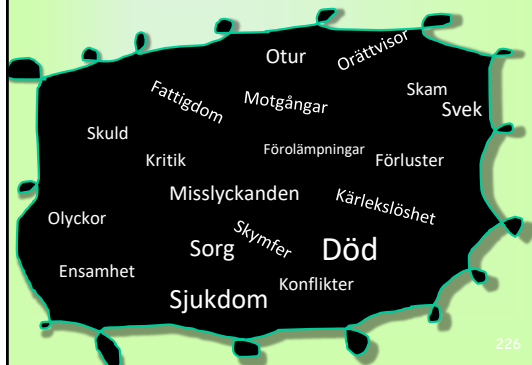 Otur
Orättvisor
Fattigdom
Motgångar
Skam
Svek
Skuld
Kritik
Förolämpningar
Förluster
Misslyckanden
Kärlekslöshet
Olyckor
Skymfer
Sorg
Död
Ensamhet
Konflikter
Sjukdom
226